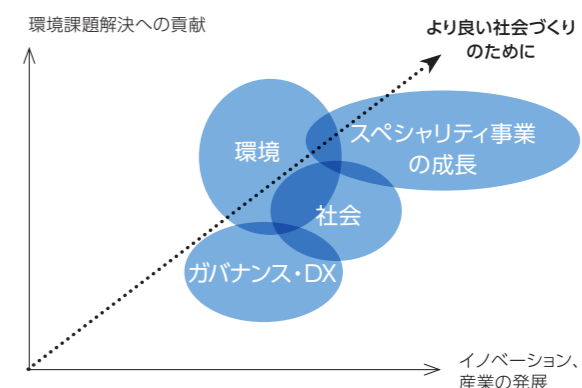 環境課題解決への貢献
より良い社会づくり
のために
環境
スペシャリティ事業
の成長
社会
ガバナンス・DX
イノベーション、
産業の発展